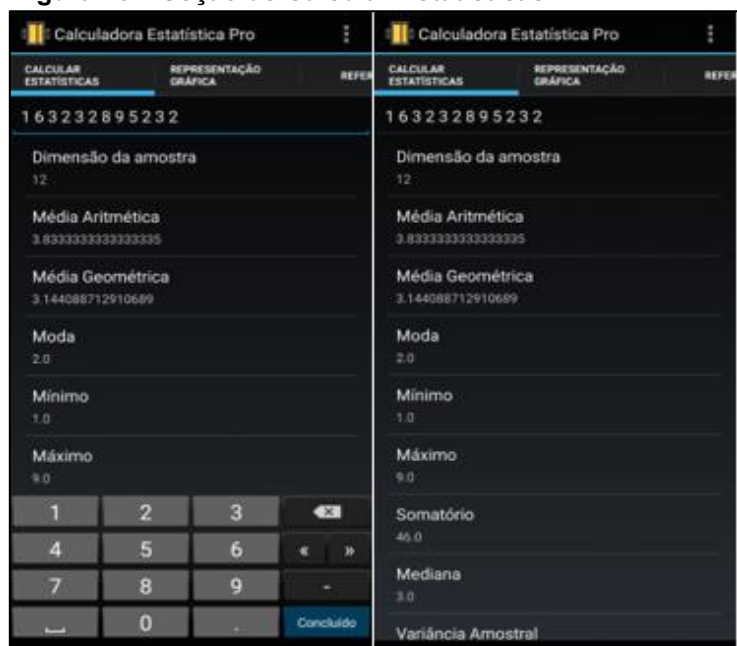 Calculadora Estatística Pro
CALCULAR ESTATÍSTICAS
REPRESENTAÇÃO GRÁFICA
REFER
1 6 3 2 3 2 8 9 5 2 3 2
Dimensão da amostra
12
Média Aritmética
3.8333333333333335
Média Geométrica
3.144088712910689
Moda
2.0
Mínimo
1.0
Máximo
9.0
1 2 3
4 5 6 « »
7 8 9 -
0 . Concluído
Calculadora Estatística Pro
CALCULAR ESTATÍSTICAS
REPRESENTAÇÃO GRÁFICA
REFER
1 6 3 2 3 2 8 9 5 2 3 2
Dimensão da amostra
12
Média Aritmética
3.8333333333333335
Média Geométrica
3.144088712910689
Moda
2.0
Mínimo
1.0
Máximo
9.0
Somatório
46.0
Mediana
3.0
Variância Amostral